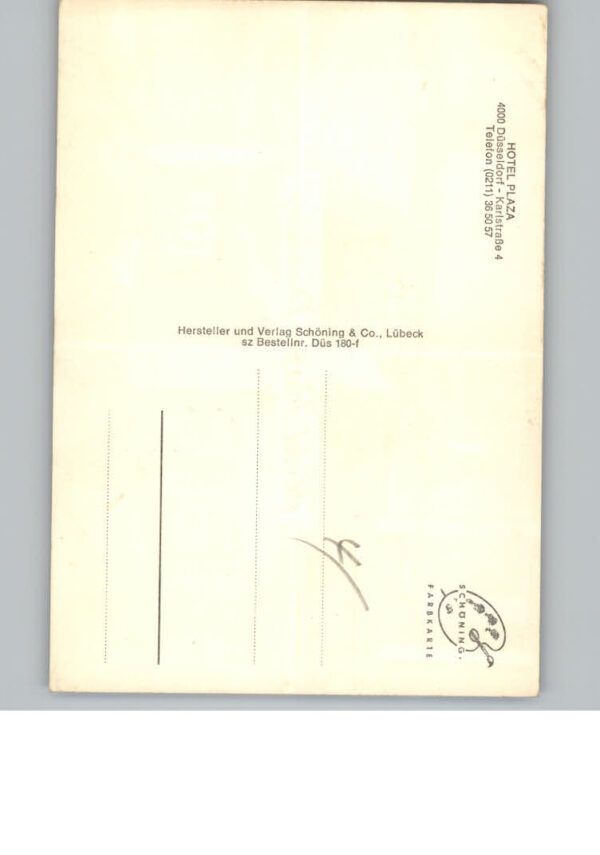 HOTEL PLAZA
4000 Düsseldorf - Karlstraße 4
Telefon (0211) 36 50 57
Hersteller und Verlag Schöning & Co., Lübeck
sz Bestellnr. Düs 180-f
SCHÖNING.
FARBKARTE